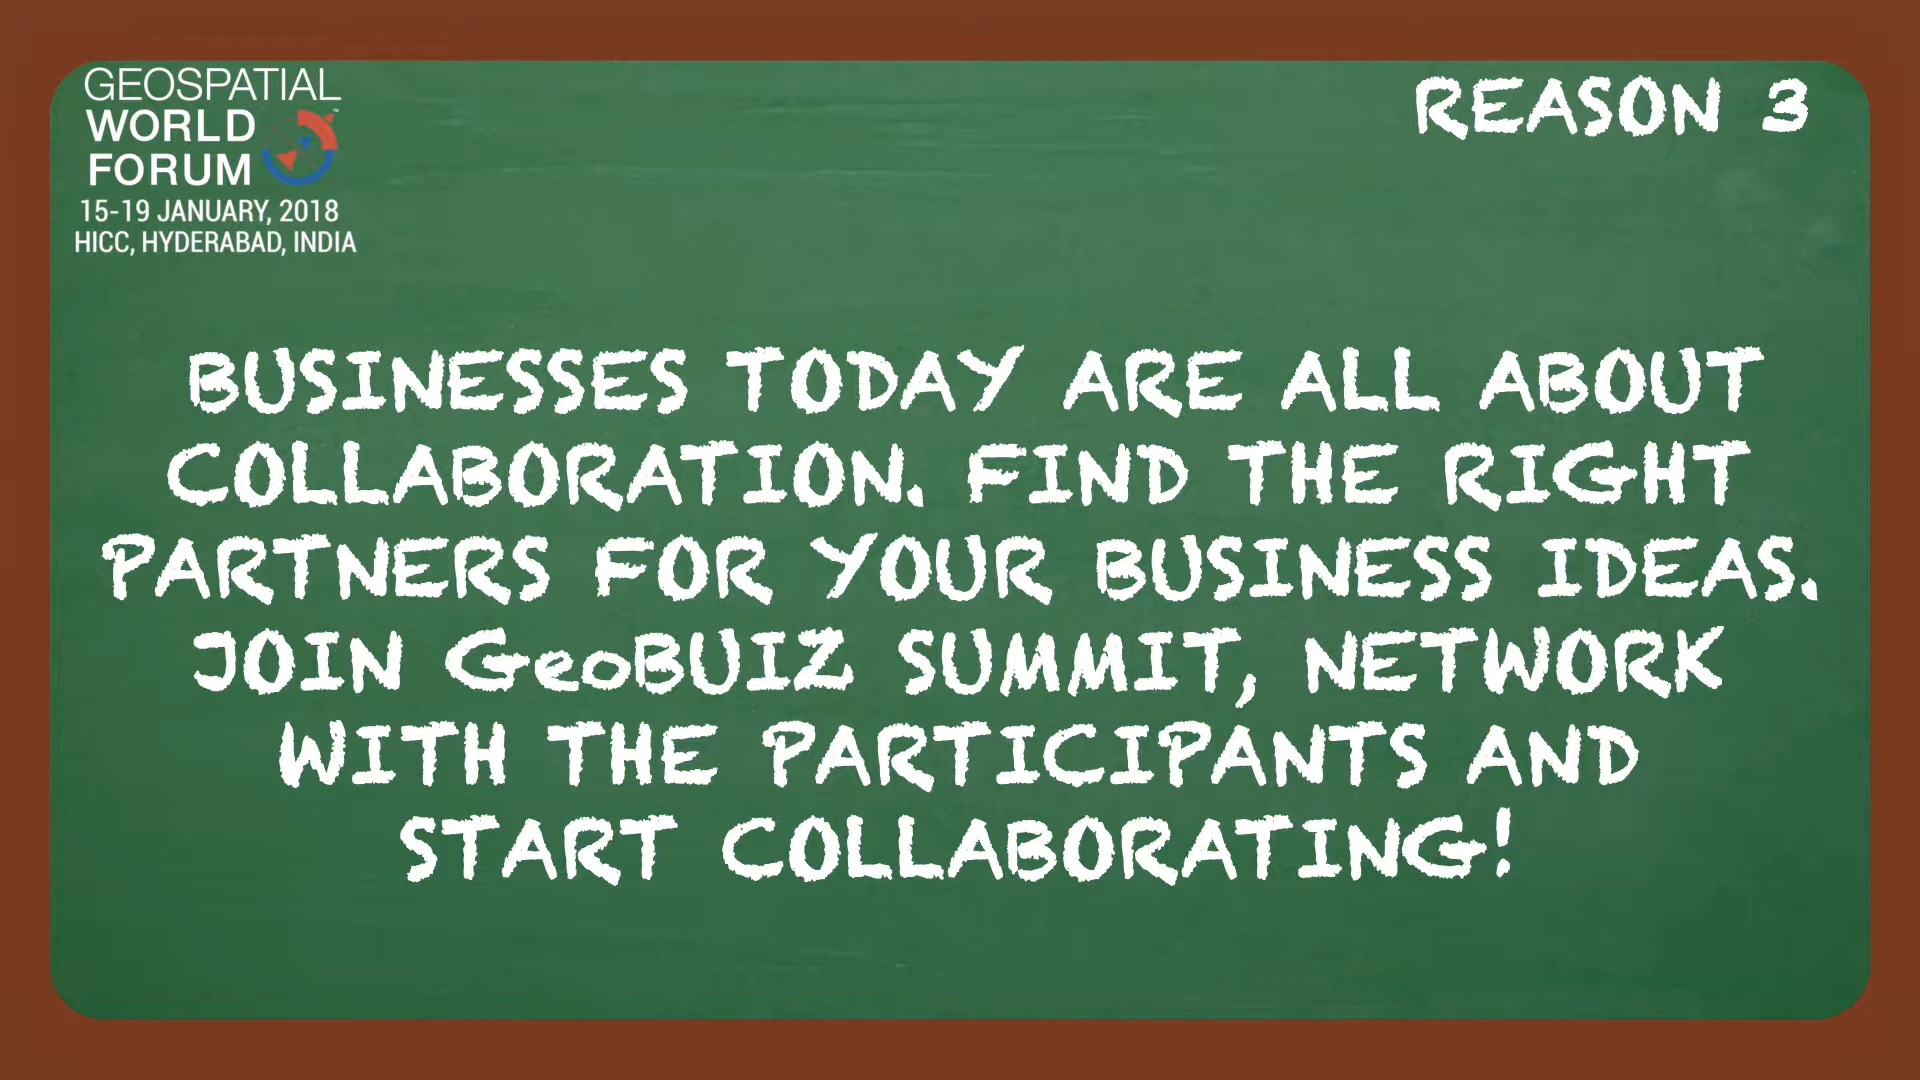 GEOSPATIAL
WORLD
FORUM
™
15-19 JANUARY, 2018
HICC, HYDERABAD, INDIA
REASON 3
BUSINESSES TODAY ARE ALL ABOUT
COLLABORATION. FIND THE RIGHT
PARTNERS FOR YOUR BUSINESS IDEAS.
JOIN GeoBUIZ SUMMIT, NETWORK
WITH THE PARTICIPANTS AND
START COLLABORATING!